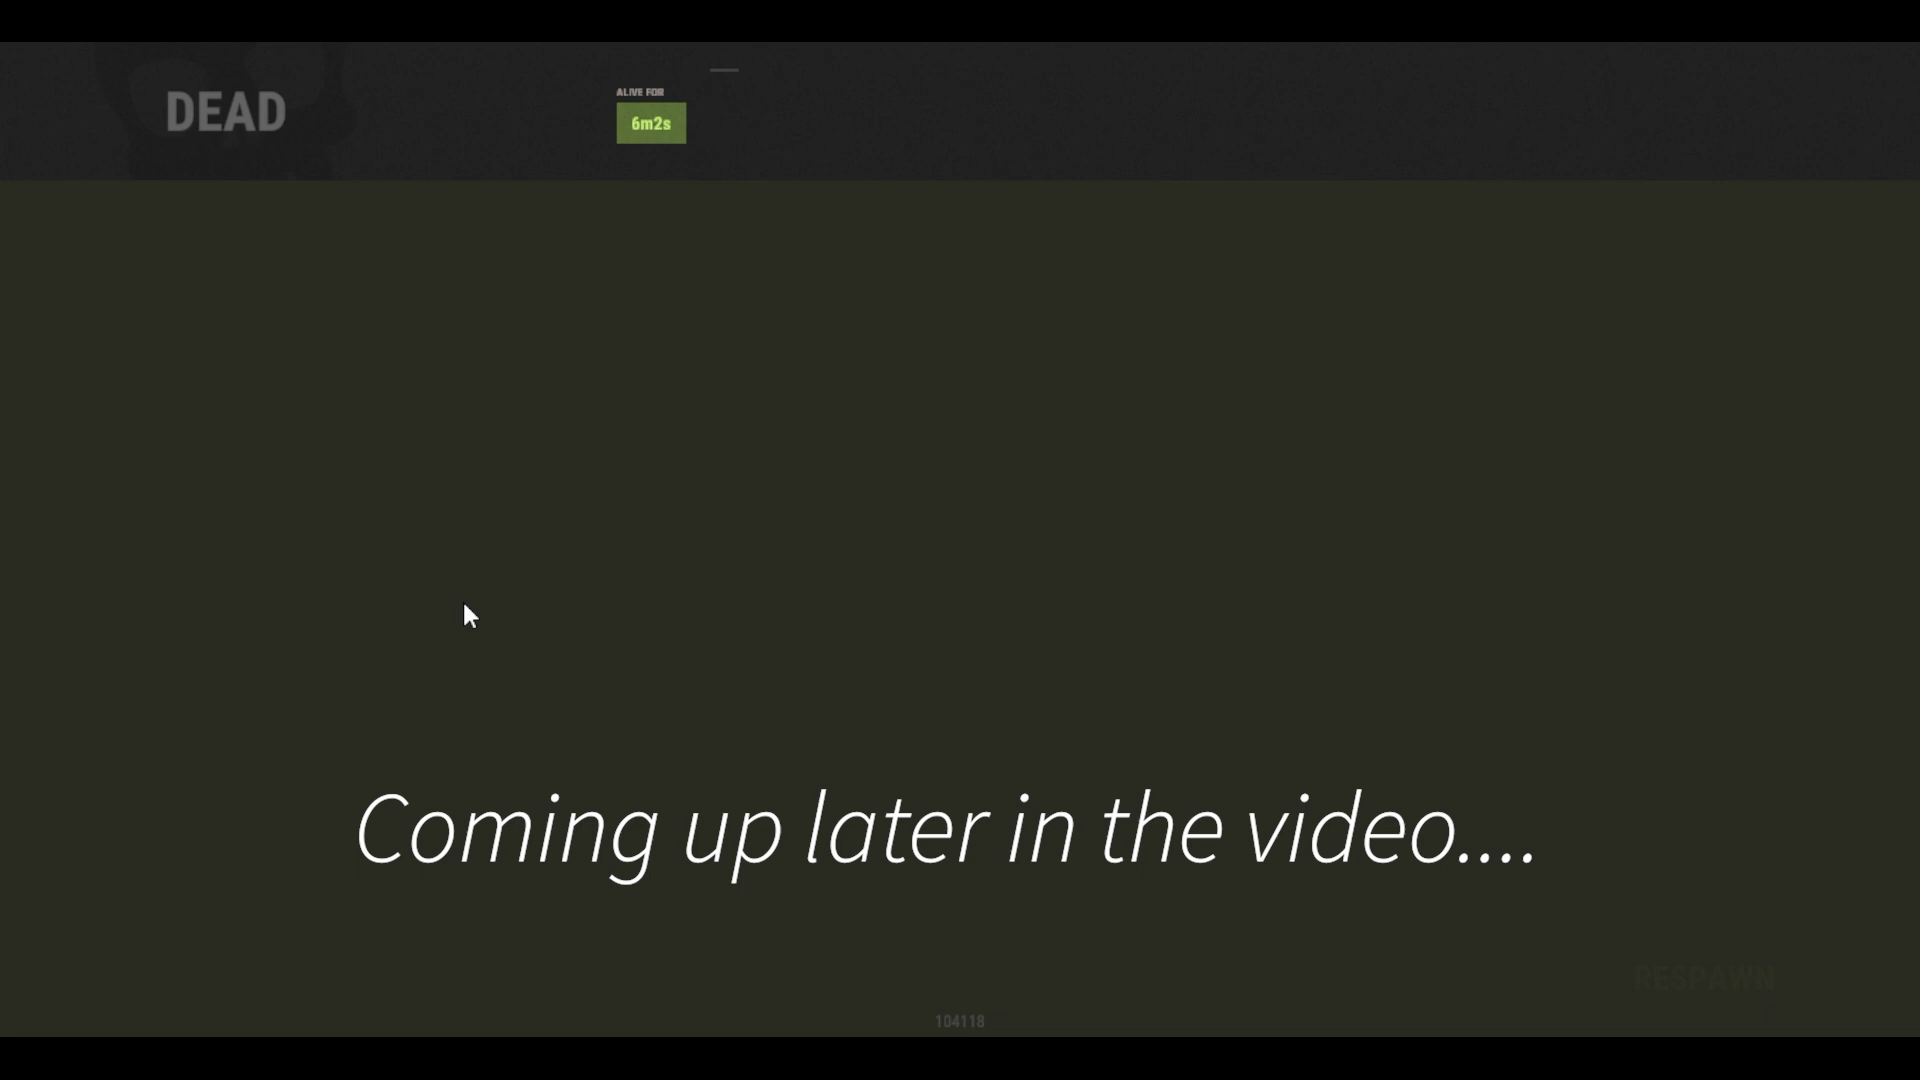 DEAD
ALIVE FOR
6m2s
Coming up later in the video....
RESPAWN
104118